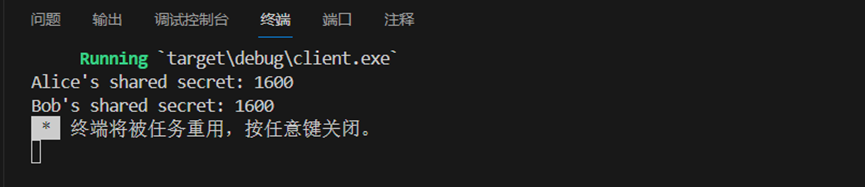 问题 输出 调试控制台 终端 端口 注释
Running `target\debug\client.exe`
Alice's shared secret: 1600
Bob's shared secret: 1600
* 终端将被任务重用，按任意键关闭。